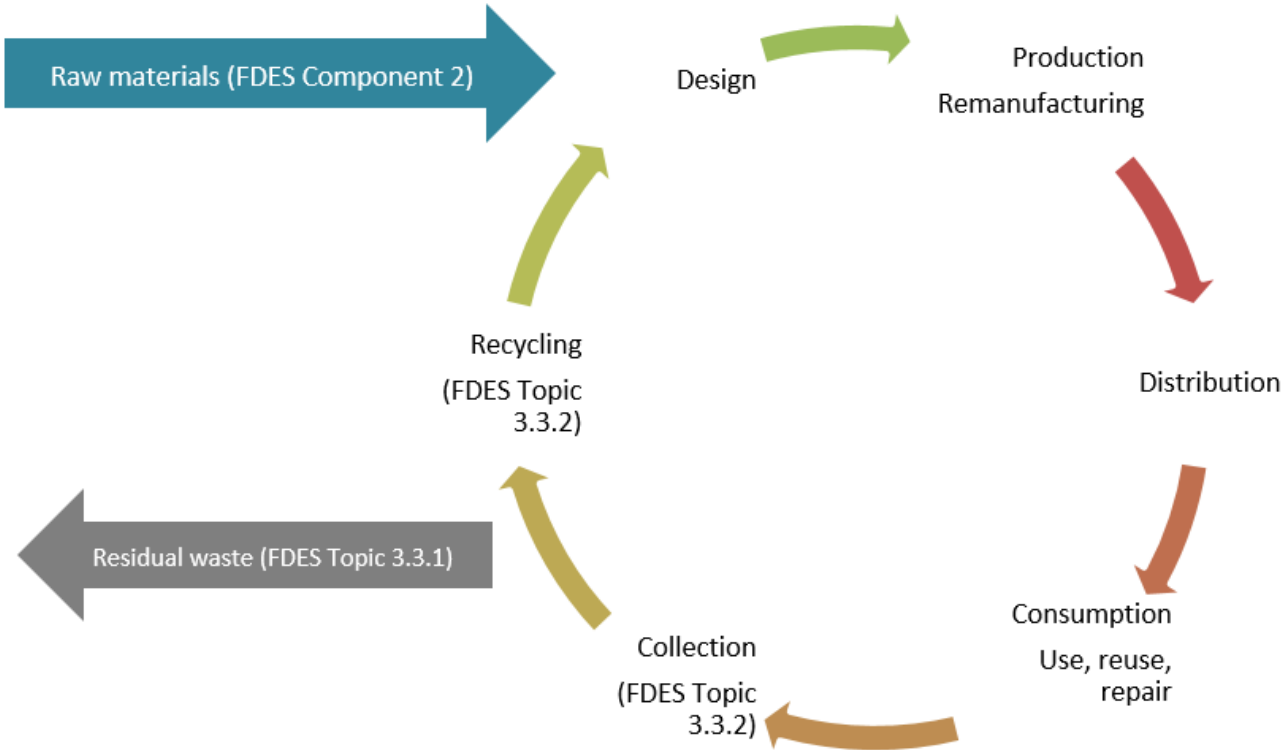 Raw materials (FDES Component 2)
Design
Production
Remanufacturing
Distribution
Consumption
Use, reuse,
repair
Collection
(FDES Topic
3.3.2)
Recycling
(FDES Topic
3.3.2)
Residual waste (FDES Topic 3.3.1)